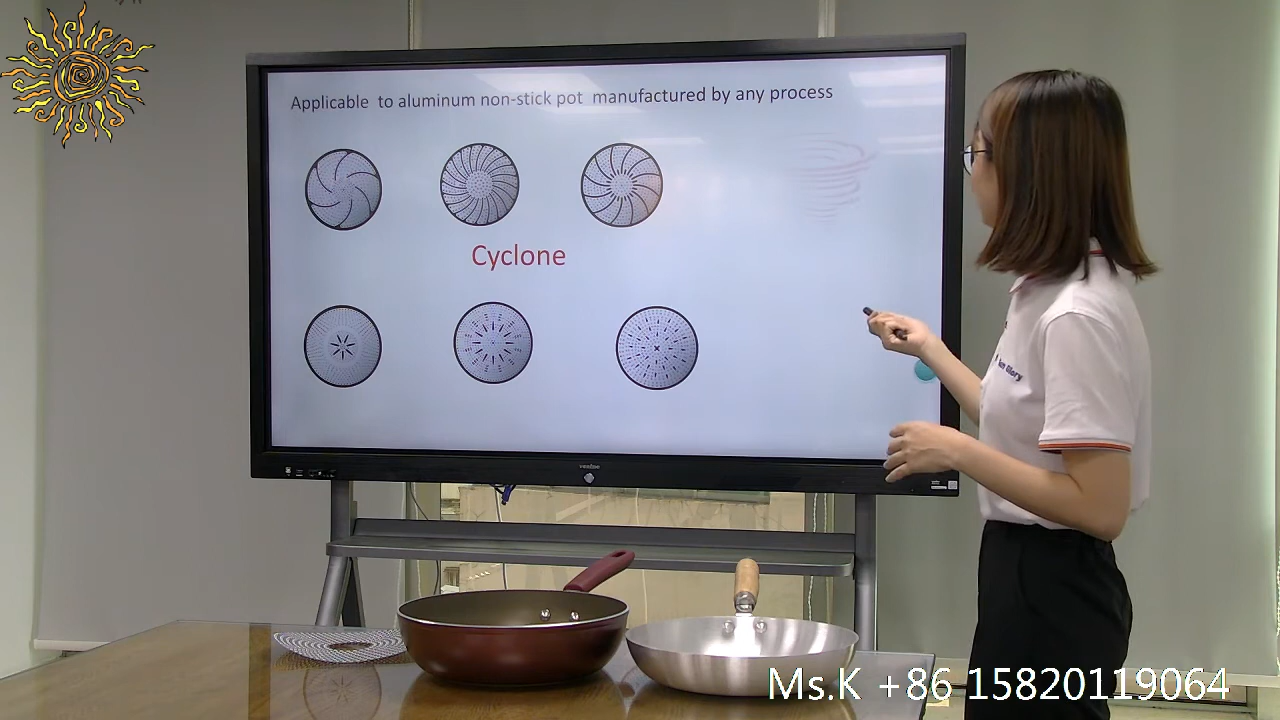 Applicable  to aluminum non-stick pot  manufactured by any process
Cyclone
Ms.K +86 15820119064